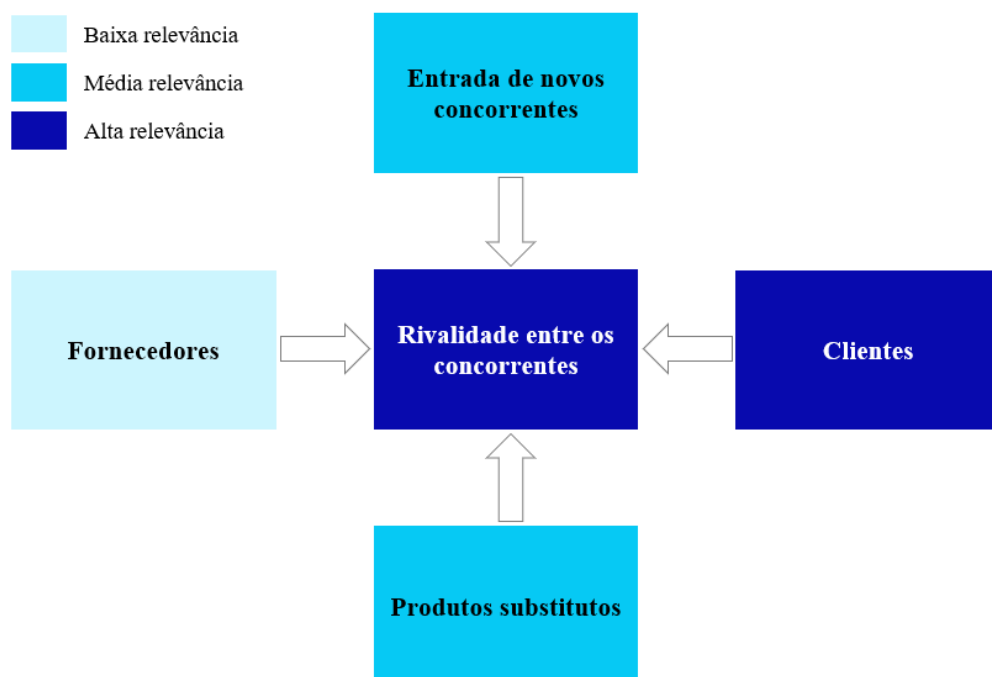 Baixa relevância
Média relevância
Alta relevância
Entrada de novos
concorrentes
Fornecedores
Rivalidade entre os
concorrentes
Clientes
Produtos substitutos